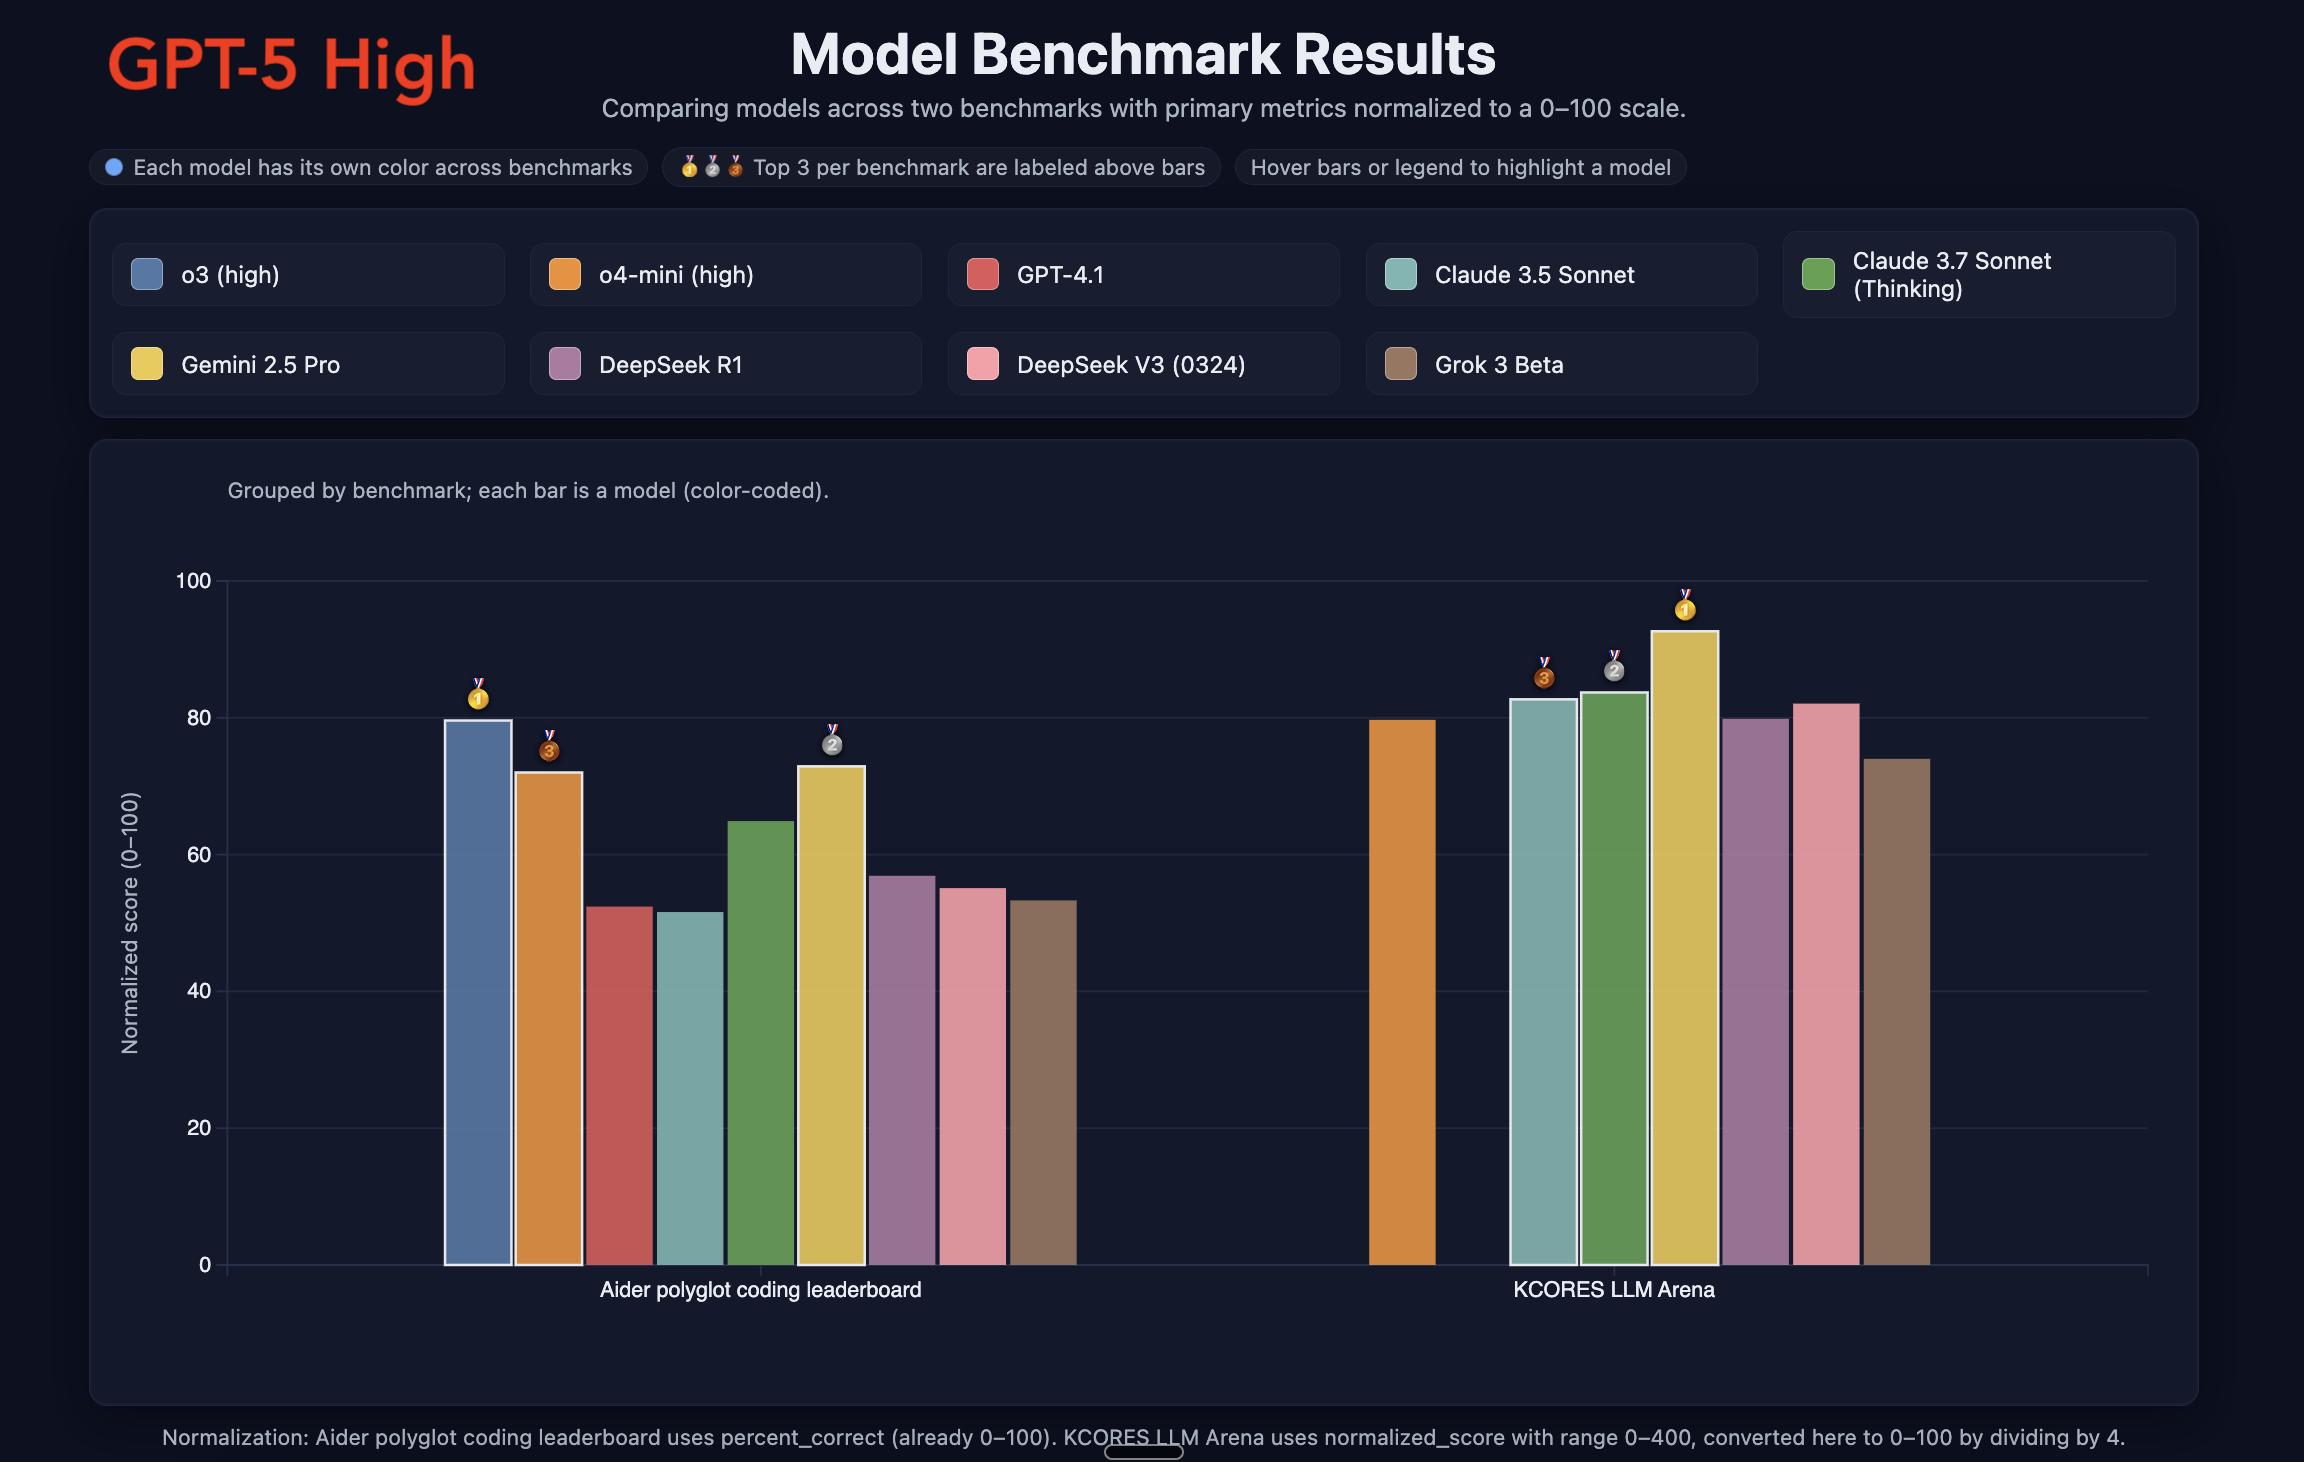 GPT-5 High
Model Benchmark Results
Comparing models across two benchmarks with primary metrics normalized to a 0–100 scale.
Each model has its own color across benchmarks
🥇🥈🥉 Top 3 per benchmark are labeled above bars
Hover bars or legend to highlight a model
o3 (high)
o4-mini (high)
GPT-4.1
Claude 3.5 Sonnet
Claude 3.7 Sonnet
(Thinking)
Gemini 2.5 Pro
DeepSeek R1
DeepSeek V3 (0324)
Grok 3 Beta
Grouped by benchmark; each bar is a model (color-coded).
Normalized score (0–100)
100
80
60
40
20
0
🥇
🥉
🥈
🥉
🥈
🥇
Aider polyglot coding leaderboard
KCORES LLM Arena
Normalization: Aider polyglot coding leaderboard uses percent_correct (already 0–100). KCORES LLM Arena uses normalized_score with range 0–400, converted here to 0–100 by dividing by 4.